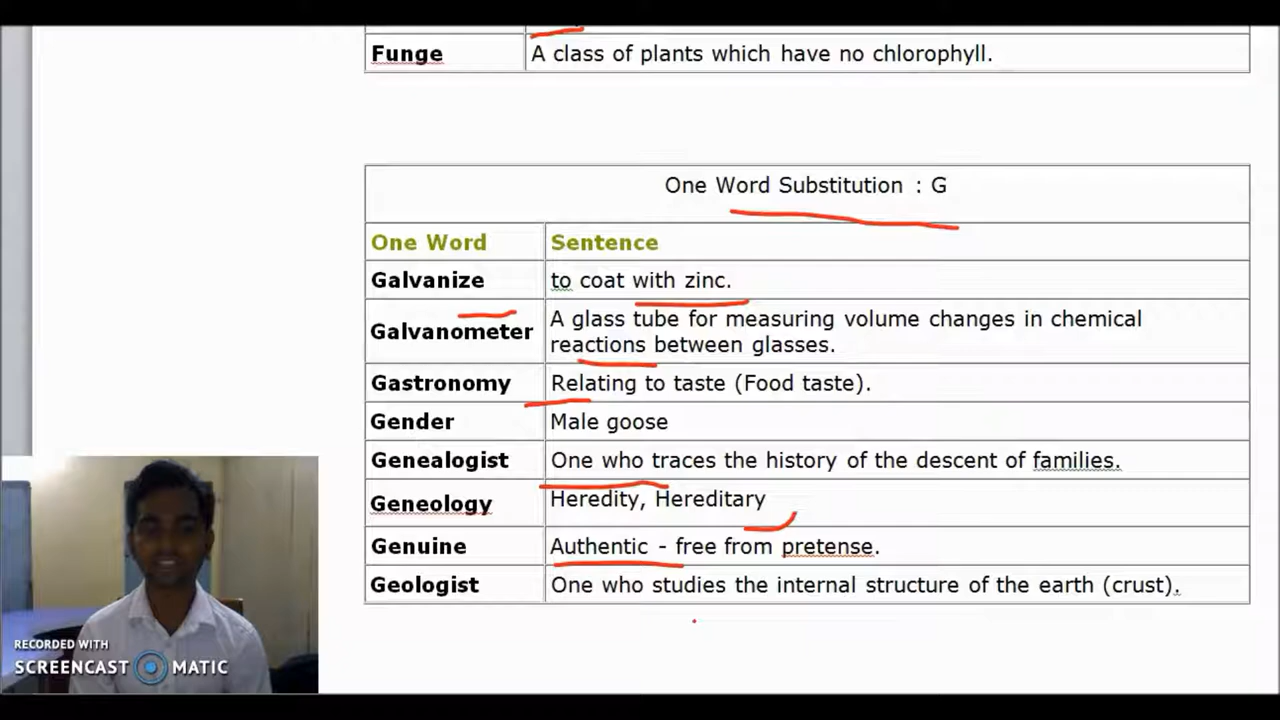 Funge A class of plants which have no chlorophyll.
One Word Substitution : G
One Word Sentence
Galvanize to coat with zinc.
Galvanometer A glass tube for measuring volume changes in chemical
reactions between glasses.
Gastronomy Relating to taste (Food taste).
Gender Male goose
Genealogist One who traces the history of the descent of families.
Geneology Heredity, Hereditary
Genuine Authentic - free from pretense.
Geologist One who studies the internal structure of the earth (crust).
RECORDED WITH
SCREENCAST MATIC